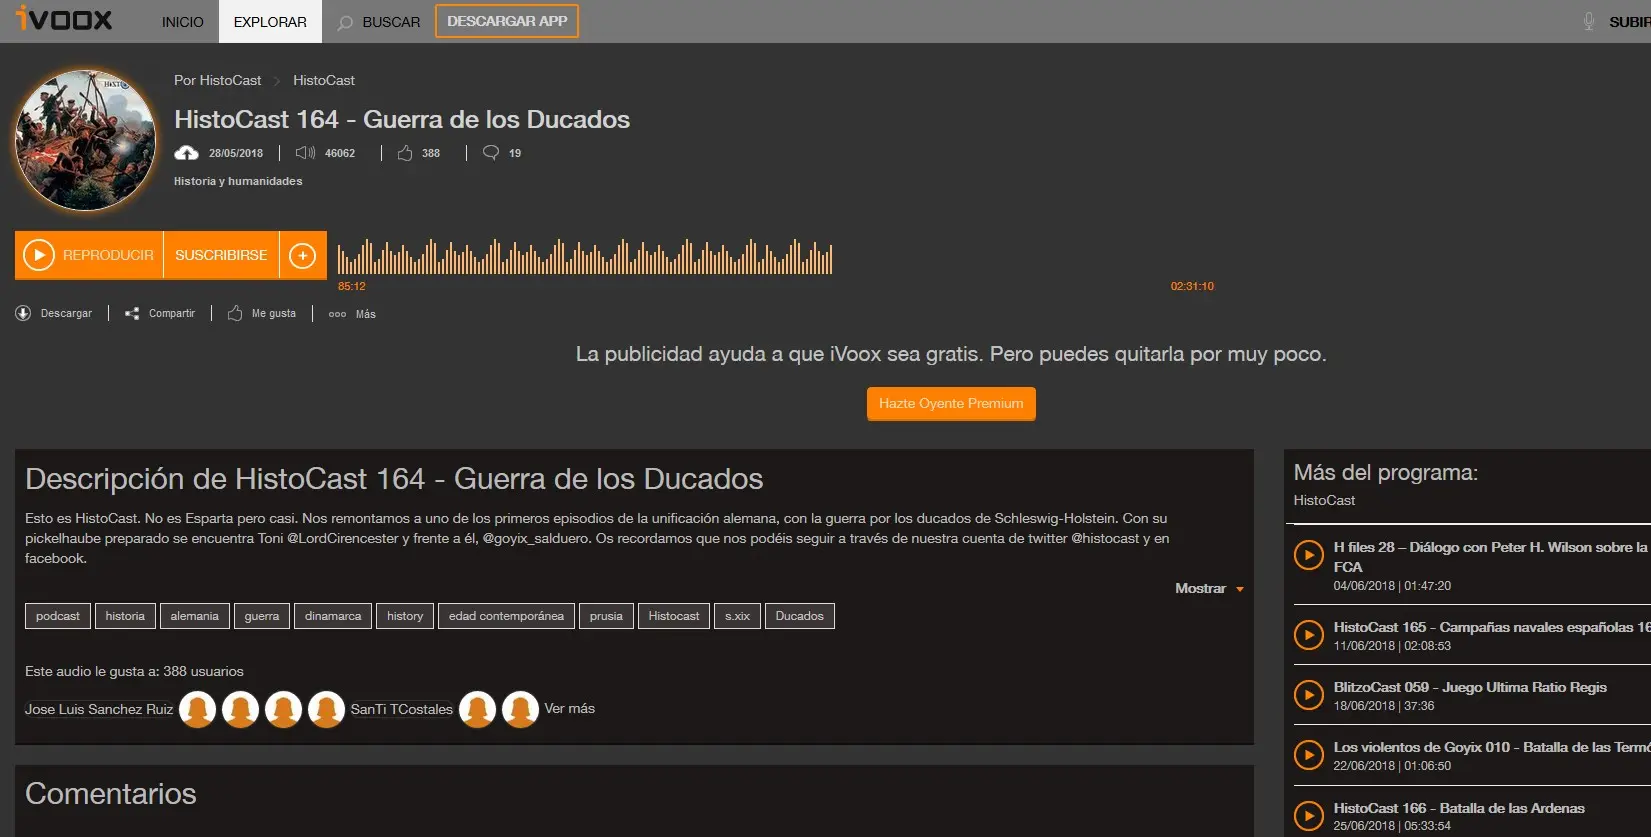 iVOOX
INICIO
EXPLORAR
BUSCAR
DESCARGAR APP
SUBIR
Por HistoCast
HistoCast
HistoCast 164 - Guerra de los Ducados
28/05/2018
46062
388
19
Historia y humanidades
REPRODUCIR
SUSCRIBIRSE
85:12
02:31:10
Descargar
Compartir
Me gusta
Más
La publicidad ayuda a que iVoox sea gratis. Pero puedes quitarla por muy poco.
Hazte Oyente Premium
Descripción de HistoCast 164 - Guerra de los Ducados
Esto es HistoCast. No es Esparta pero casi. Nos remontamos a uno de los primeros episodios de la unificación alemana, con la guerra por los ducados de Schleswig-Holstein. Con su
pickelhaube preparado se encuentra Toni @LordCirencester y frente a él, @goyix_salduero. Os recordamos que nos podéis seguir a través de nuestra cuenta de twitter @histocast y en
facebook.
Mostrar
podcast
historia
alemania
guerra
dinamarca
history
edad contemporánea
prusia
Histocast
s.xix
Ducados
Este audio le gusta a: 388 usuarios
Jose Luis Sanchez Ruiz
SanTi TCostales
Ver más
Comentarios
Más del programa:
HistoCast
H files 28 – Diálogo con Peter H. Wilson sobre la
FCA
04/06/2018 | 01:47:20
HistoCast 165 - Campañas navales españolas 16
11/06/2018 | 02:08:53
BlitzoCast 059 - Juego Ultima Ratio Regis
18/06/2018 | 37:36
Los violentos de Goyix 010 - Batalla de las Termó
22/06/2018 | 01:06:50
HistoCast 166 - Batalla de las Ardenas
25/06/2018 | 05:33:54